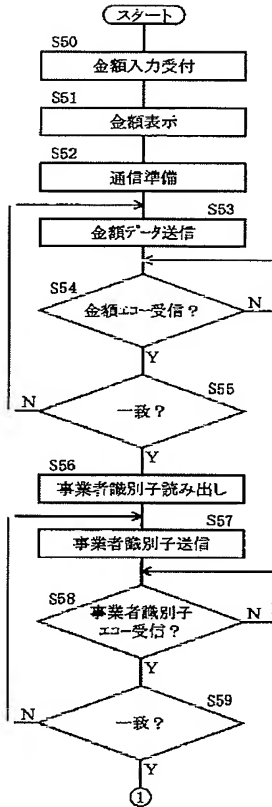 スタート
S50
金額入力受付
S51
金額表示
S52
通信準備
S53
金額データ送信
S54
金額エコー受信?
N
Y
S55
一致?
N
Y
S56
事業者識別子読み出し
S57
事業者識別子送信
S58
事業者識別子
エコー受信?
N
Y
S59
一致?
N
Y
①